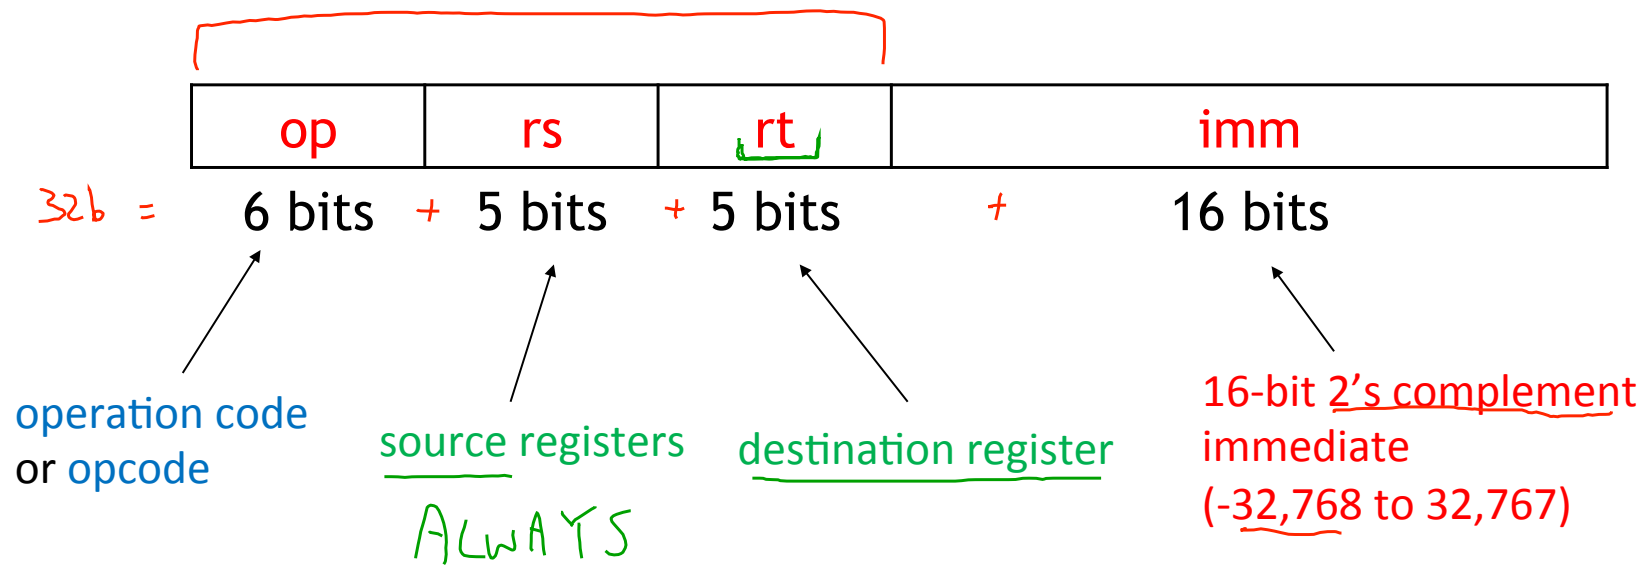 op rs rt imm
32b = 6 bits + 5 bits + 5 bits + 16 bits
operation code
or opcode
source registers
ALWAYS
destination register
16-bit 2's complement
immediate
(-32,768 to 32,767)